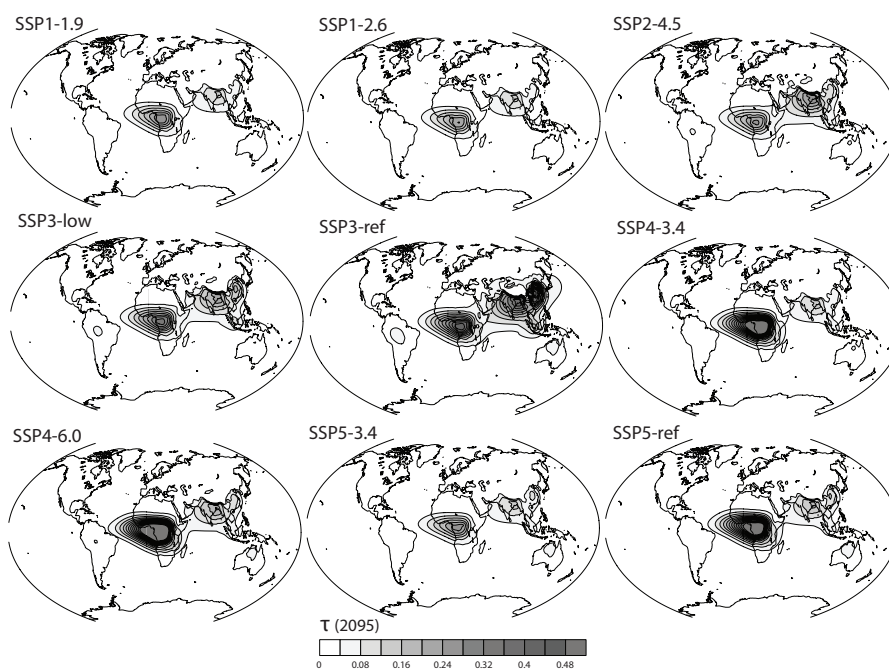 SSP1-1.9
SSP1-2.6
SSP2-4.5
SSP3-low
SSP3-ref
SSP4-3.4
SSP4-6.0
SSP5-3.4
SSP5-ref
τ (2095)
0 0.08 0.16 0.24 0.32 0.4 0.48